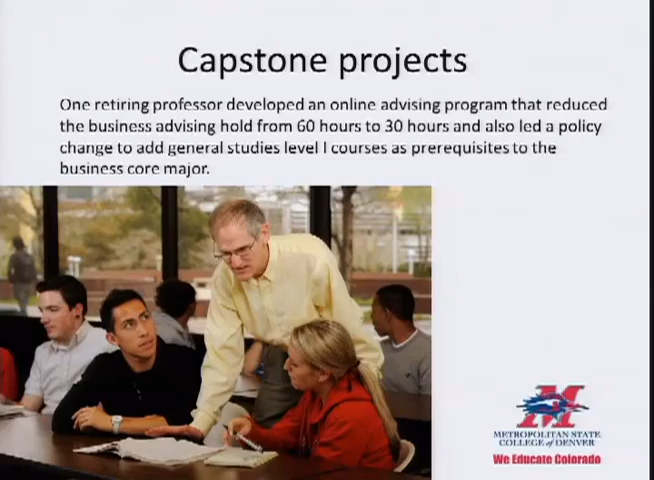 Capstone projects
One retiring professor developed an online advising program that reduced
the business advising hold from 60 hours to 30 hours and also led a policy
change to add general studies level I courses as prerequisites to the
business core major.
METROPOLITAN STATE
COLLEGE of DENVER
We Educate Colorado